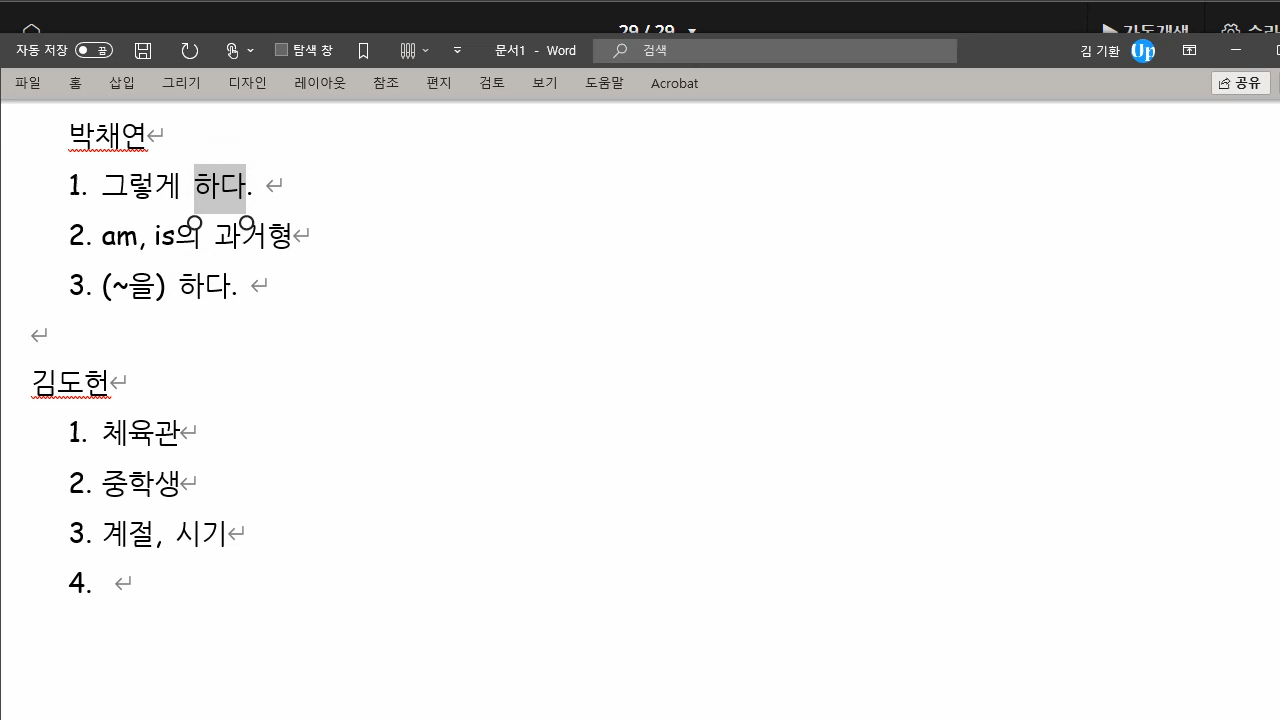 29 / 29
자동 저장 끔 탐색 창 문서1 - Word 검색 김 기환 Up
파일 홈 삽입 그리기 디자인 레이아웃 참조 편지 검토 보기 도움말 Acrobat 공유
박채연
1. 그렇게 하다.
2. am, is의 과거형
3. (~을) 하다.
김도헌
1. 체육관
2. 중학생
3. 계절, 시기
4.